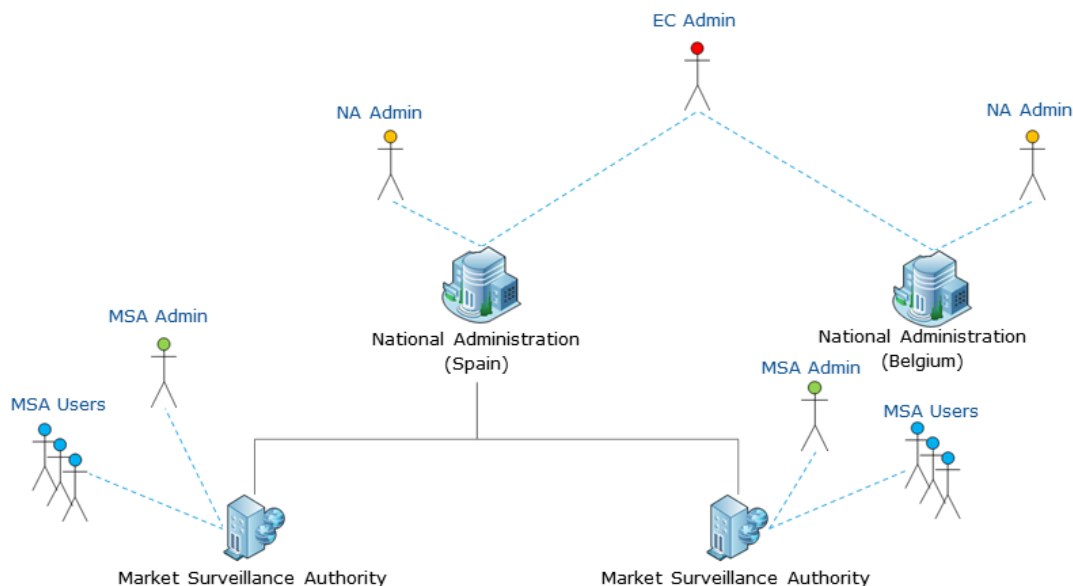 EC Admin
NA Admin
NA Admin
National Administration
(Spain)
National Administration
(Belgium)
MSA Admin
MSA Admin
MSA Users
MSA Users
Market Surveillance Authority
Market Surveillance Authority